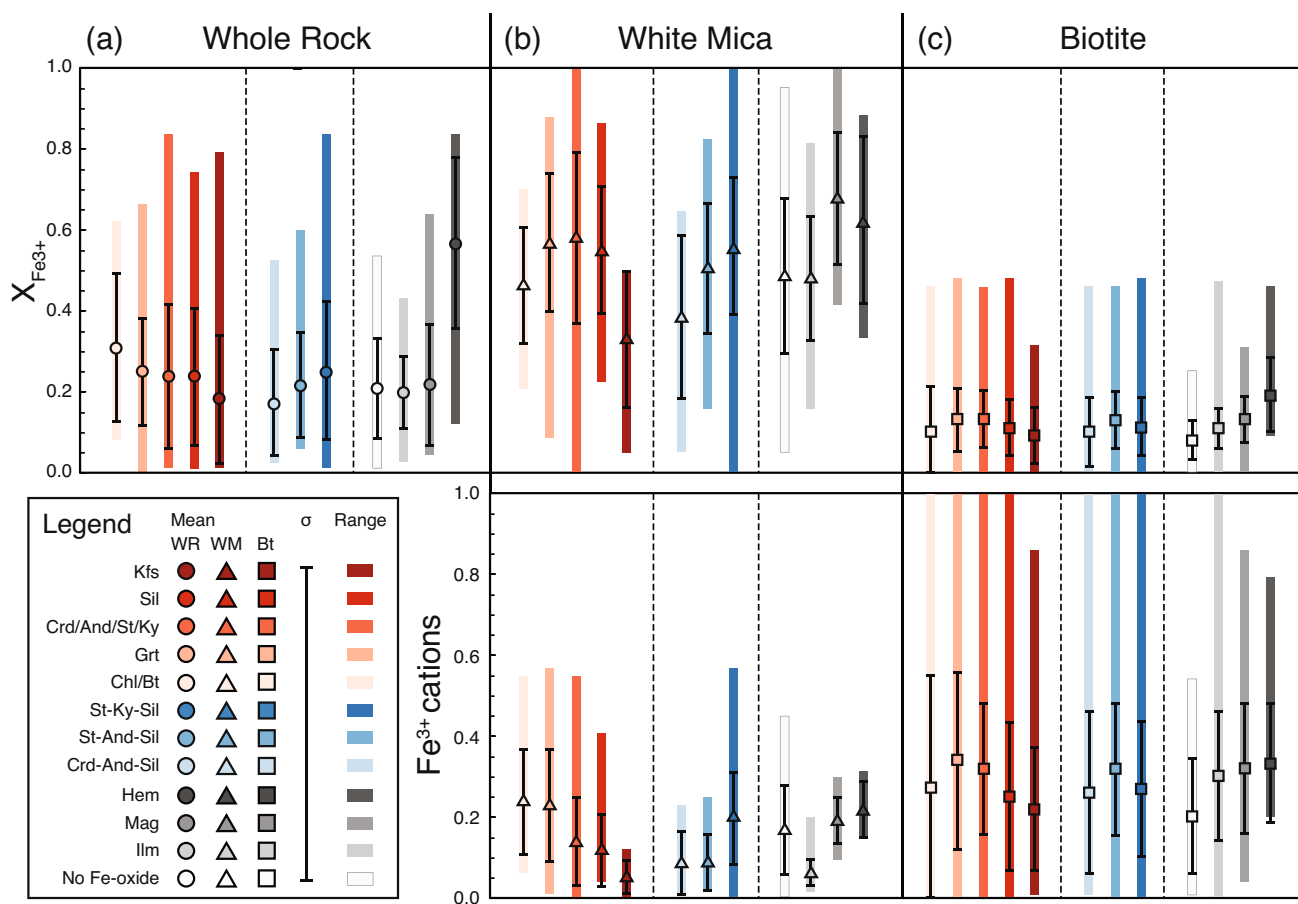 (a) Whole Rock
(b) White Mica
(c) Biotite
X Fe3+
1.0
0.8
0.6
0.4
0.2
0.0
Legend
Mean σ Range
WR WM Bt
Kfs
Sil
Crd/And/St/Ky
Grt
Chl/Bt
St-Ky-Sil
St-And-Sil
Crd-And-Sil
Hem
Mag
Ilm
No Fe-oxide
Fe3+ cations
1.0
0.8
0.6
0.4
0.2
0.0